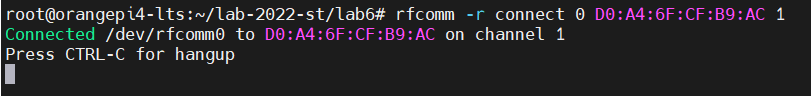 root@orangepi4-lts:~/lab-2022-st/lab6# rfcomm -r connect 0 D0:A4:6F:CF:B9:AC 1
Connected /dev/rfcomm0 to D0:A4:6F:CF:B9:AC on channel 1
Press CTRL-C for hangup